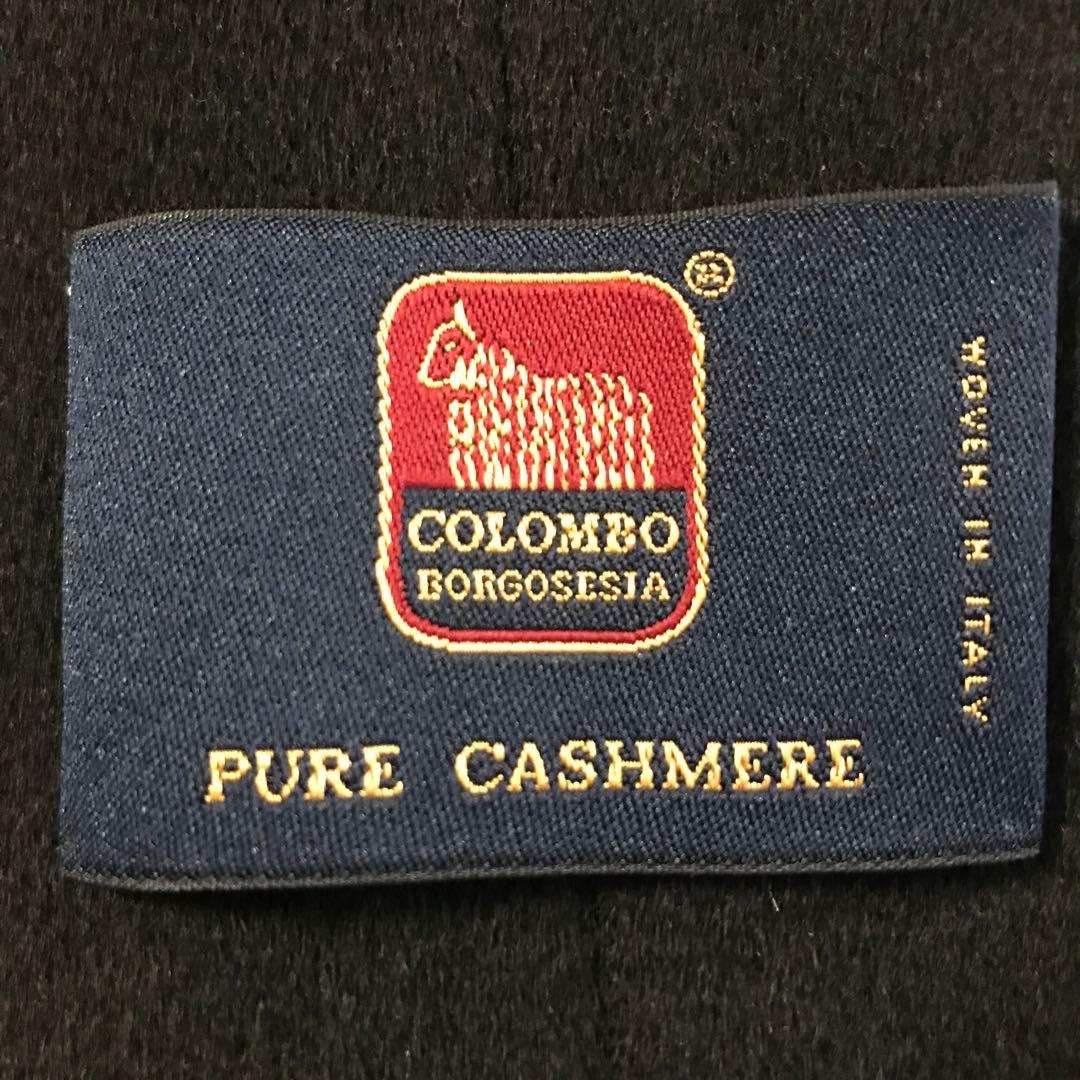 ®
COLOMBO
BORGOSESIA
PURE CASHMERE
WOVEN IN ITALY